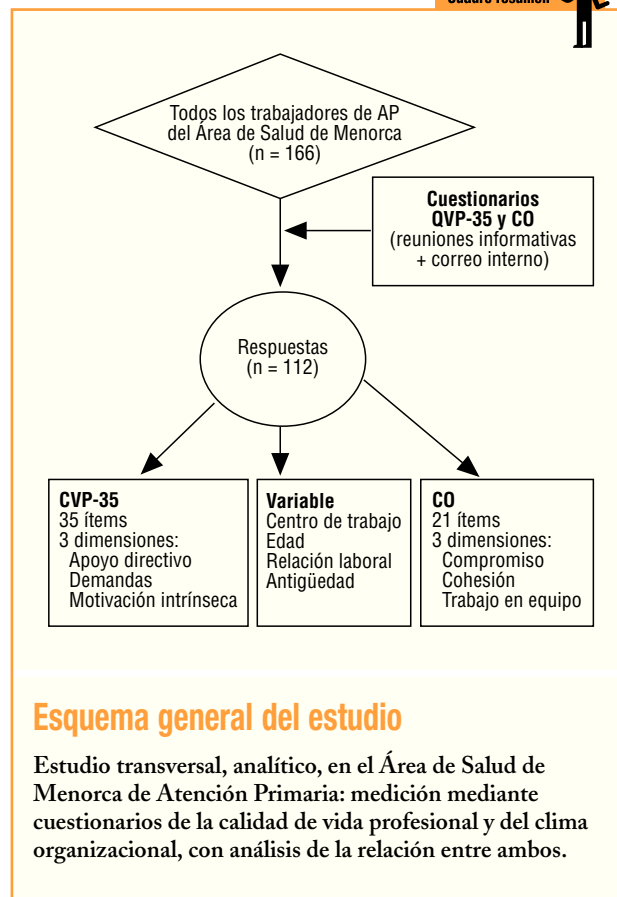 Cuadro resumen
Todos los trabajadores de AP
del Área de Salud de Menorca
(n = 166)
Cuestionarios
QVP-35 y CO
(reuniones informativas
+ correo interno)
Respuestas
(n = 112)
CVP-35
35 ítems
3 dimensiones:
Apoyo directivo
Demandas
Motivación intrínseca
Variable
Centro de trabajo
Edad
Relación laboral
Antigüedad
CO
21 ítems
3 dimensiones:
Compromiso
Cohesión
Trabajo en equipo
Esquema general del estudio
Estudio transversal, analítico, en el Área de Salud de
Menorca de Atención Primaria: medición mediante
cuestionarios de la calidad de vida profesional y del clima
organizacional, con análisis de la relación entre ambos.